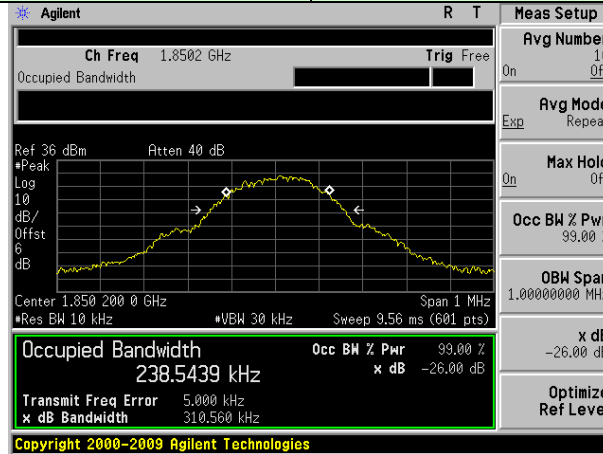 Agilent R T Meas Setup
Ch Freq 1.8502 GHz Trig Free
Occupied Bandwidth
Avg Number
10
On Off
Avg Mode
Exp Repeat
Max Hold
On Off
Occ BW % Pwr
99.00 %
OBW Span
1.00000000 MHz
x dB
-26.00 dB
Optimize
Ref Level
Ref 36 dBm Atten 40 dB
#Peak
Log
10
dB/
Offst
6
dB
Center 1.850 200 0 GHz Span 1 MHz
#Res BW 10 kHz #VBW 30 kHz Sweep 9.56 ms (601 pts)
Occupied Bandwidth Occ BW % Pwr 99.00 %
238.5439 kHz x dB -26.00 dB
Transmit Freq Error 5.000 kHz
x dB Bandwidth 310.560 kHz
Copyright 2000-2009 Agilent Technologies